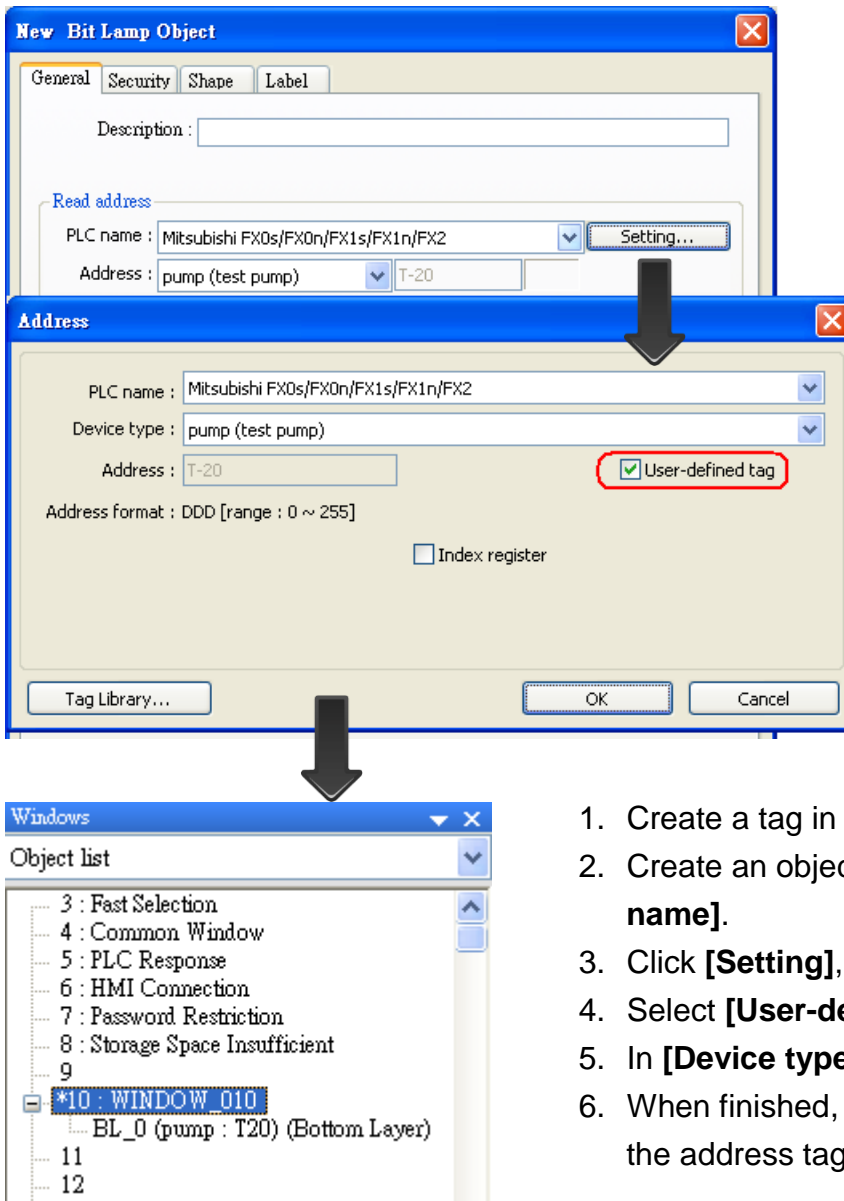 New Bit Lamp Object
General Security Shape Label
Description :
Read address
PLC name : Mitsubishi FX0s/FX0n/FX1s/FX1n/FX2 Setting...
Address : pump (test pump) T-20
Address
PLC name : Mitsubishi FX0s/FX0n/FX1s/FX1n/FX2
Device type : pump (test pump)
Address : T-20 User-defined tag
Address format : DDD [range : 0 ~ 255]
Index register
Tag Library... OK Cancel
Windows
Object list
3 : Fast Selection
4 : Common Window
5 : PLC Response
6 : HMI Connection
7 : Password Restriction
8 : Storage Space Insufficient
9
*10 : WINDOW_010
BL_0 (pump : T20) (Bottom Layer)
11
12
1. Create a tag in
2. Create an objec
name].
3. Click [Setting],
4. Select [User-de
5. In [Device type
6. When finished,
the address tag